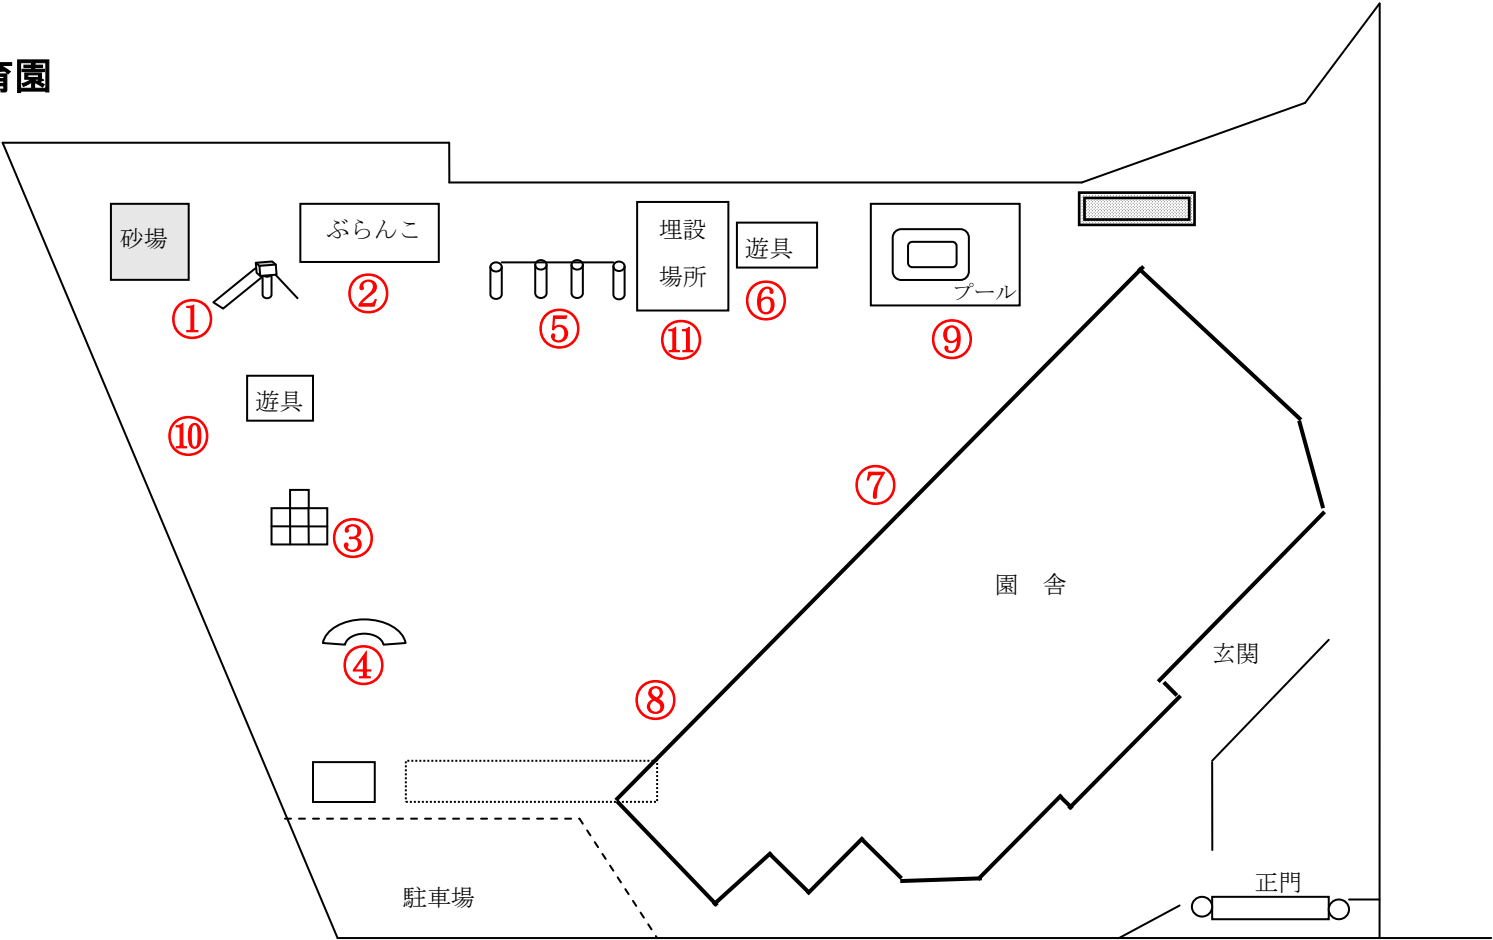 育園
砂場
ぶらんこ
埋設
場所
遊具
プール
①
②
⑤
⑪
⑥
⑨
遊具
⑩
③
⑦
園 舎
玄関
④
⑧
駐車場
正門